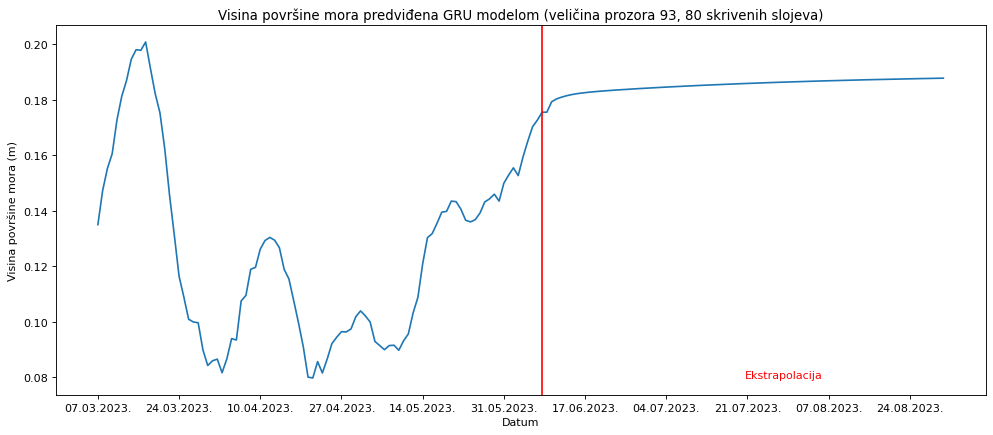 Visina površine mora predviđena GRU modelom (veličina prozora 93, 80 skrivenih slojeva)
Visina površine mora (m)
0.20
0.18
0.16
0.14
0.12
0.10
0.08
Ekstrapolacija
07.03.2023. 24.03.2023. 10.04.2023. 27.04.2023. 14.05.2023. 31.05.2023. 17.06.2023. 04.07.2023. 21.07.2023. 07.08.2023. 24.08.2023.
Datum